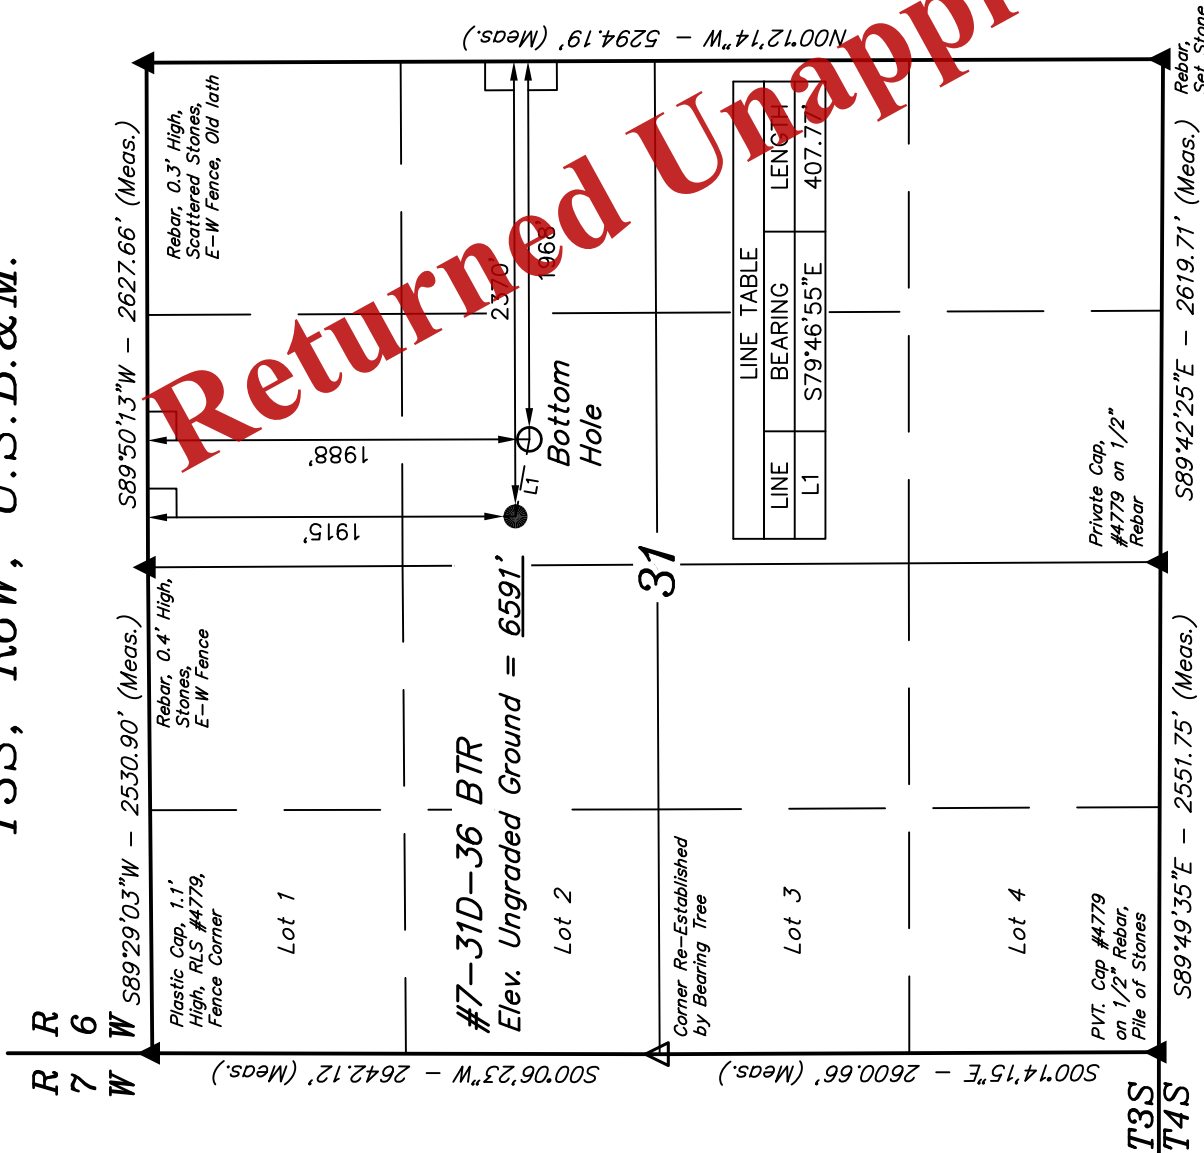 T3S, R6W, U.S.B.&M.
R R
7 6
W W
S89°29'03"W - 2530.90' (Meas.)
S89°50'13"W - 2627.66' (Meas.)
Plastic Cap, 1.1'
High, RLS #4779,
Fence Corner
Rebar, 0.4' High,
Stones,
E-W Fence
Rebar, 0.3' High,
Scattered Stones,
E-W Fence, Old lath
Lot 1
1915'
1988'
S00°06'23"W - 2642.12' (Meas.)
N00°12'14"W - 5294.19' (Meas.)
#7-31D-36 BTR
Elev. Ungraded Ground = 6591'
2370'
1968'
L1
Bottom
Hole
Lot 2
31
Corner Re-Established
by Bearing Tree
Lot 3
LINE TABLE
LINE BEARING LENGTH
L1 S79°46'55"E 407.77'
S00°14'15"E - 2600.66' (Meas.)
Lot 4
PVT. Cap #4779
on 1/2" Rebar,
Pile of Stones
Private Cap,
#4779 on 1/2"
Rebar
Rebar,
Set Stone
T3S
T4S
S89°49'35"E - 2551.75' (Meas.)
S89°42'25"E - 2619.71' (Meas.)
Returned Unapp